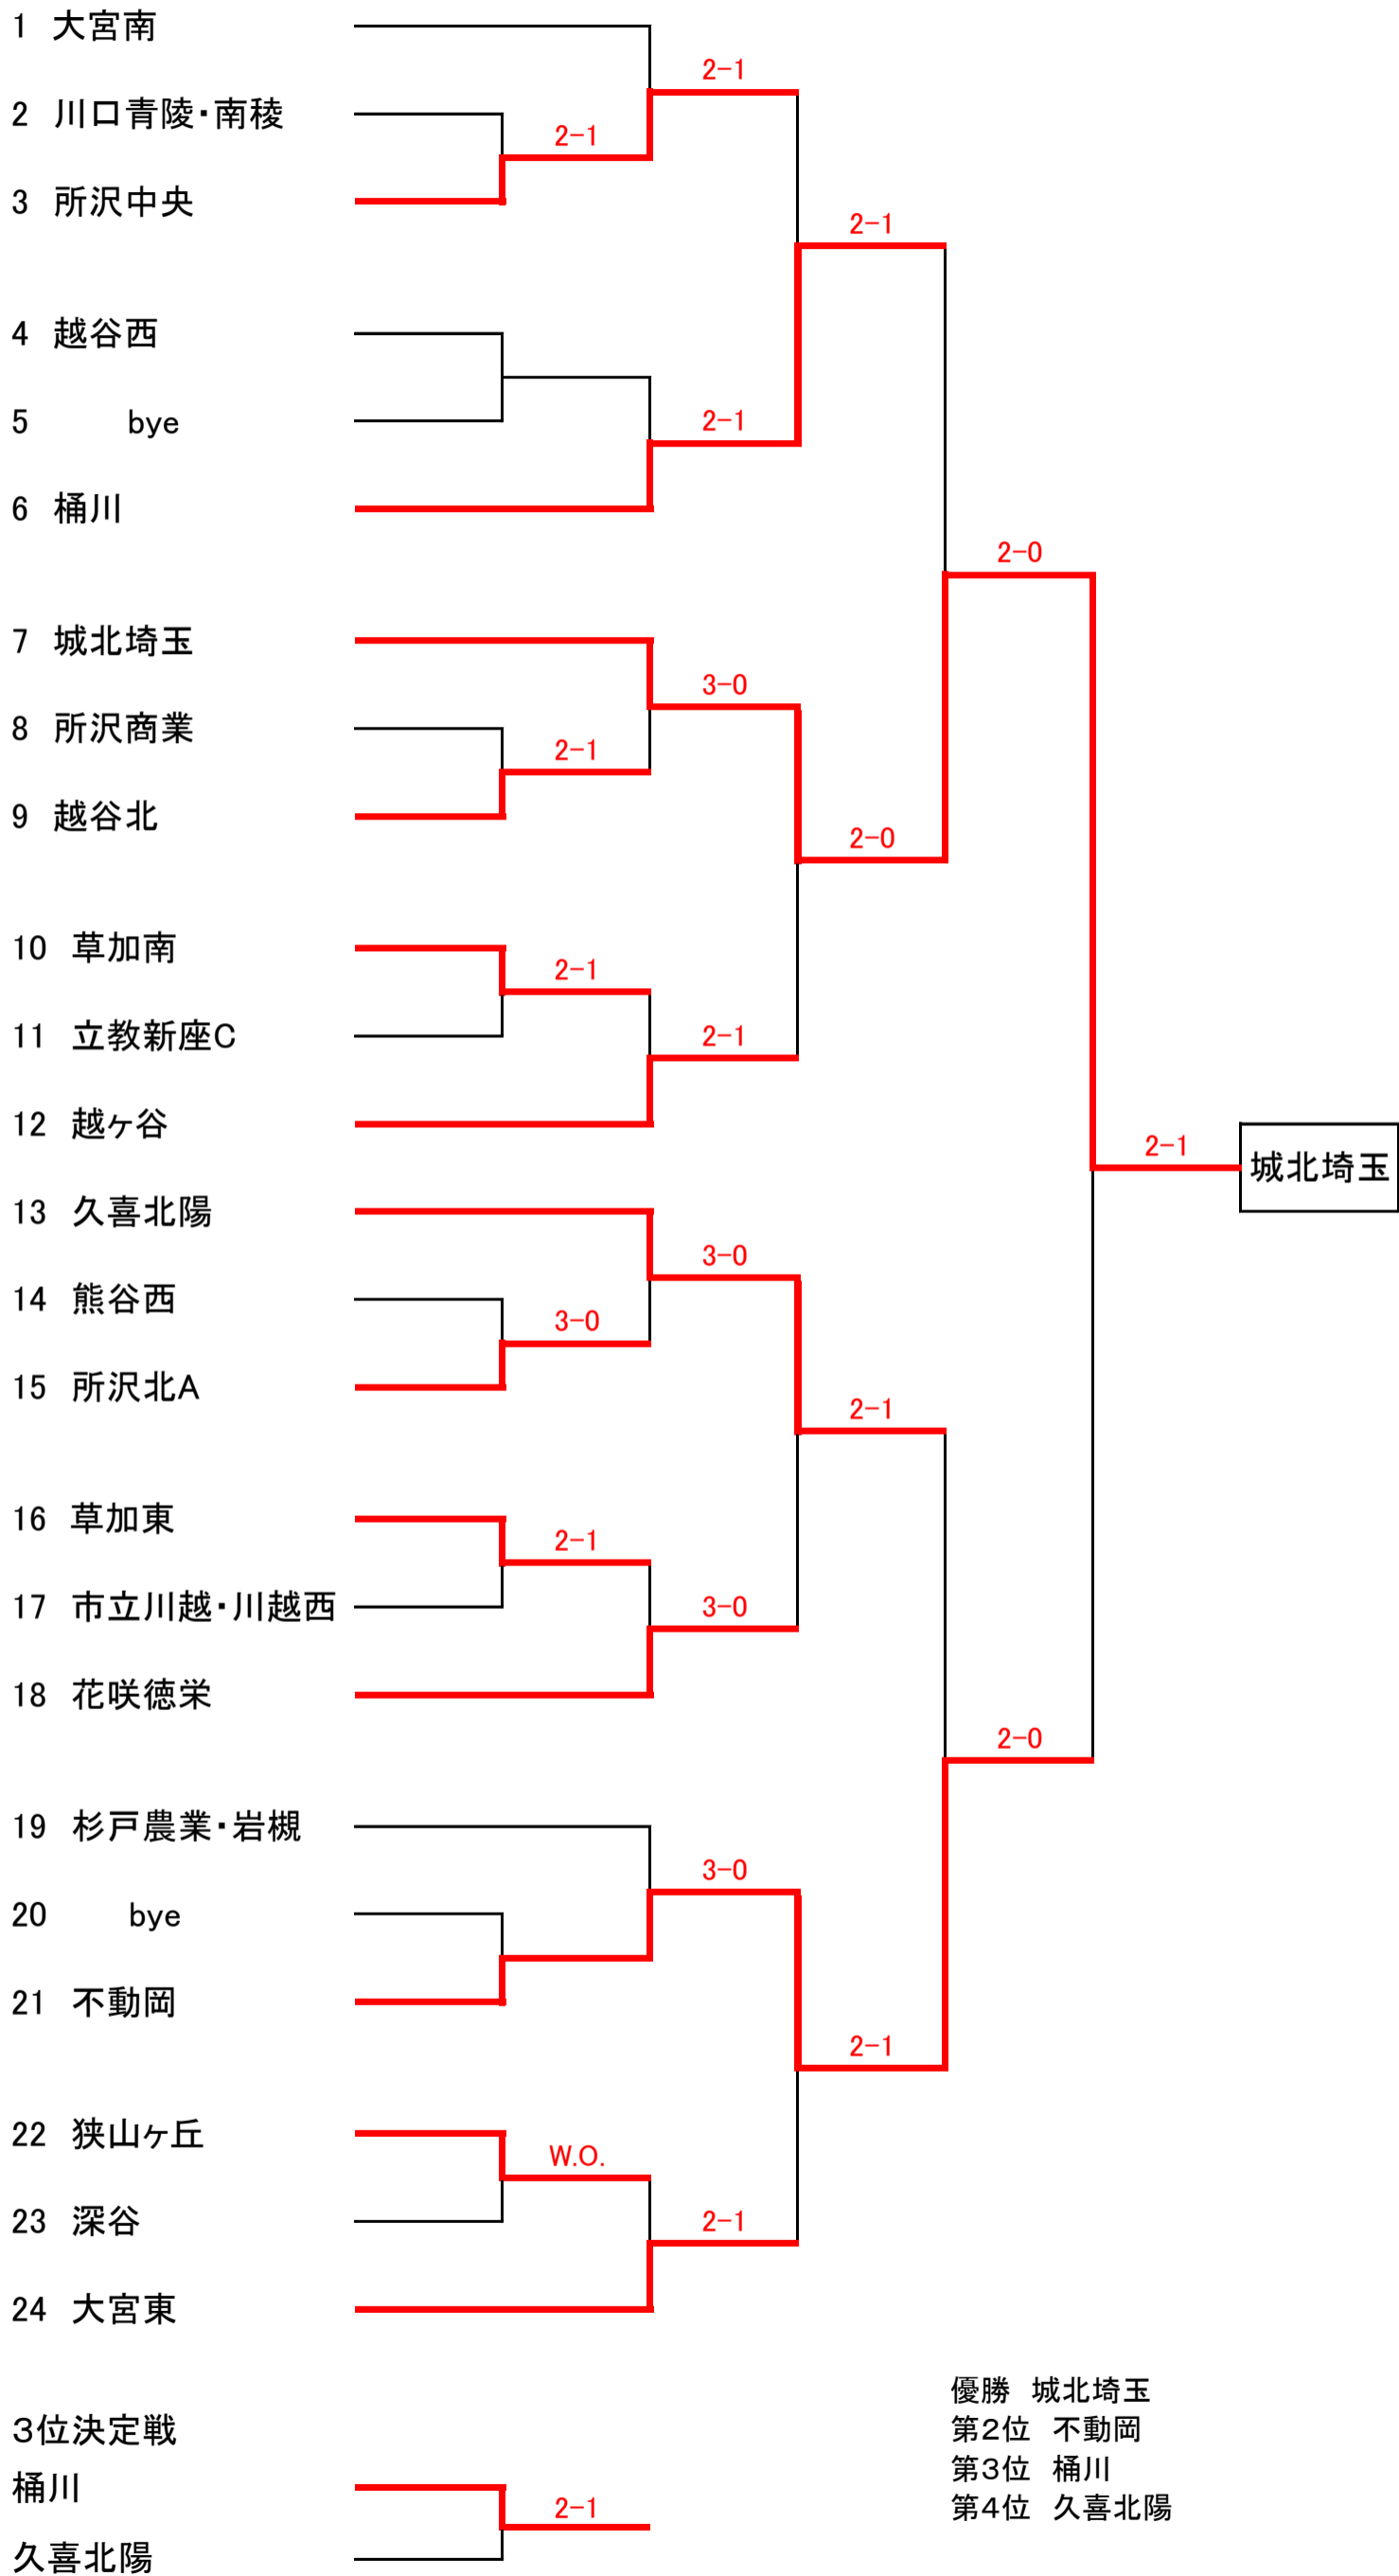 1 大宮南
2-1
2 川口青陵・南稜
2-1
3 所沢中央
2-1
4 越谷西
5 bye
2-1
6 桶川
2-0
7 城北埼玉
3-0
8 所沢商業
2-1
9 越谷北
2-0
10 草加南
2-1
11 立教新座C
2-1
12 越ヶ谷
2-1
城北埼玉
13 久喜北陽
3-0
14 熊谷西
3-0
15 所沢北A
2-1
16 草加東
2-1
17 市立川越・川越西
3-0
18 花咲徳栄
2-0
19 杉戸農業・岩槻
3-0
20 bye
21 不動岡
2-1
22 狭山ヶ丘
W.O.
23 深谷
2-1
24 大宮東
3位決定戦
桶川
2-1
久喜北陽
優勝 城北埼玉
第2位 不動岡
第3位 桶川
第4位 久喜北陽